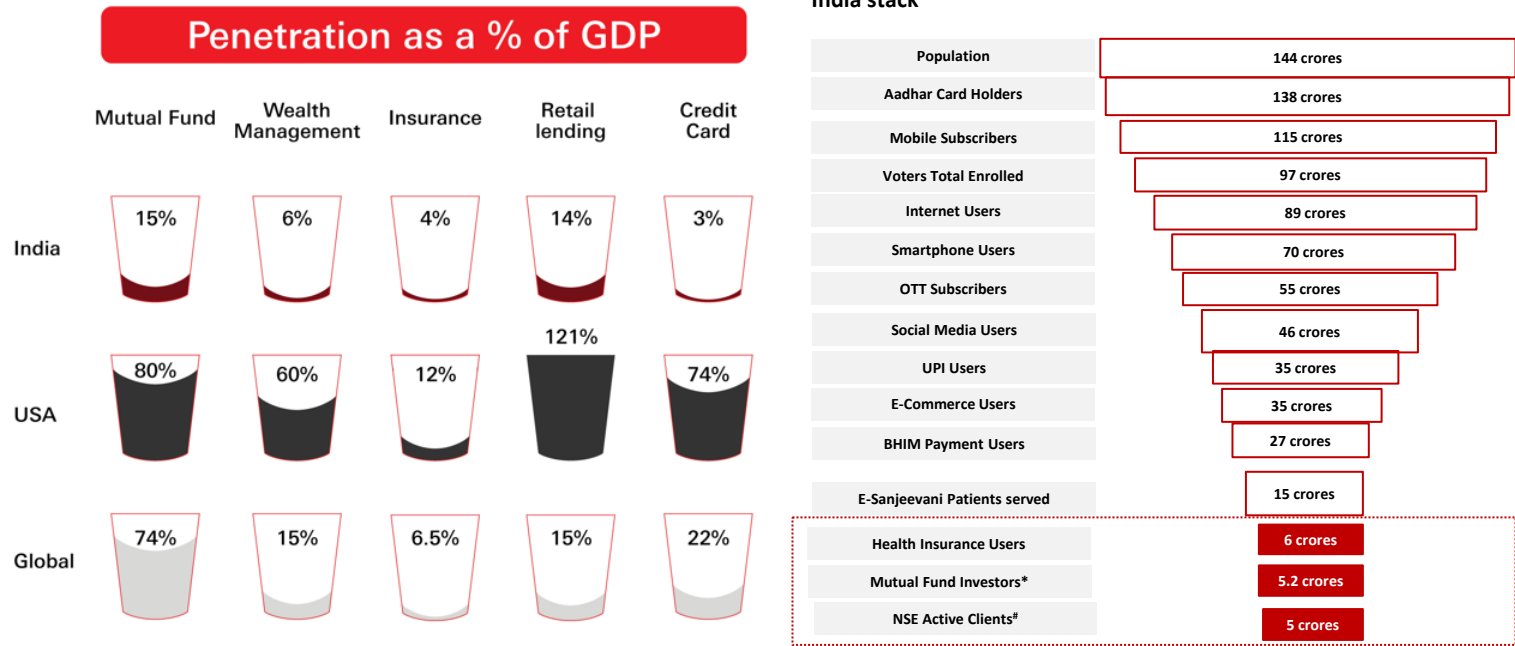 Penetration as a % of GDP
Mutual Fund
Wealth
Management
Insurance
Retail
lending
Credit
Card
India
15%
6%
4%
14%
3%
USA
80%
60%
12%
121%
74%
Global
74%
15%
6.5%
15%
22%
India stack
Population
144 crores
Aadhar Card Holders
138 crores
Mobile Subscribers
115 crores
Voters Total Enrolled
97 crores
Internet Users
89 crores
Smartphone Users
70 crores
OTT Subscribers
55 crores
Social Media Users
46 crores
UPI Users
35 crores
E-Commerce Users
35 crores
BHIM Payment Users
27 crores
E-Sanjeevani Patients served
15 crores
Health Insurance Users
6 crores
Mutual Fund Investors*
5.2 crores
NSE Active Clients#
5 crores